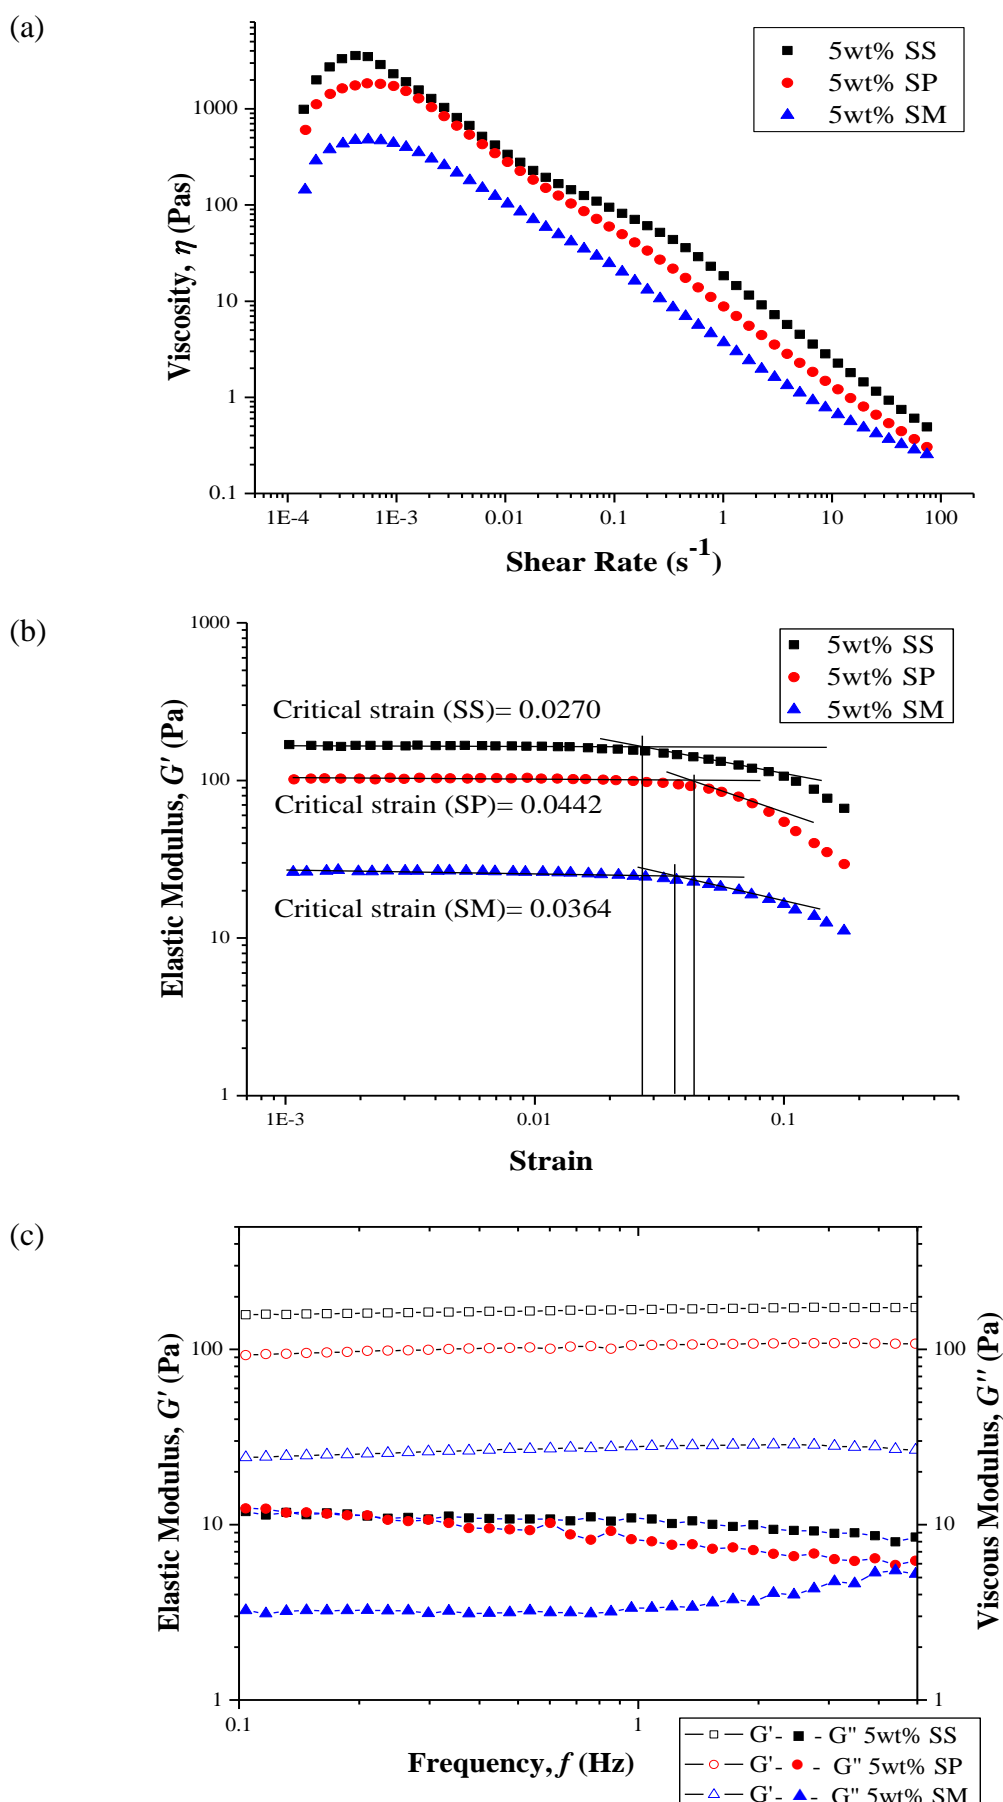 (a)
5wt% SS
5wt% SP
5wt% SM
1000
100
10
1
0.1
Viscosity, η (Pas)
1E-4 1E-3 0.01 0.1 1 10 100
Shear Rate (s-1)
(b)
5wt% SS
5wt% SP
5wt% SM
1000
100
10
1
Elastic Modulus, G' (Pa)
Critical strain (SS)= 0.0270
Critical strain (SP)= 0.0442
Critical strain (SM)= 0.0364
1E-3 0.01 0.1
Strain
(c)
100
10
1
Elastic Modulus, G' (Pa)
100
10
1
Viscous Modulus, G'' (Pa)
0.1 1
Frequency, f (Hz)
G' G" 5wt% SS
G' G" 5wt% SP
G' G" 5wt% SM